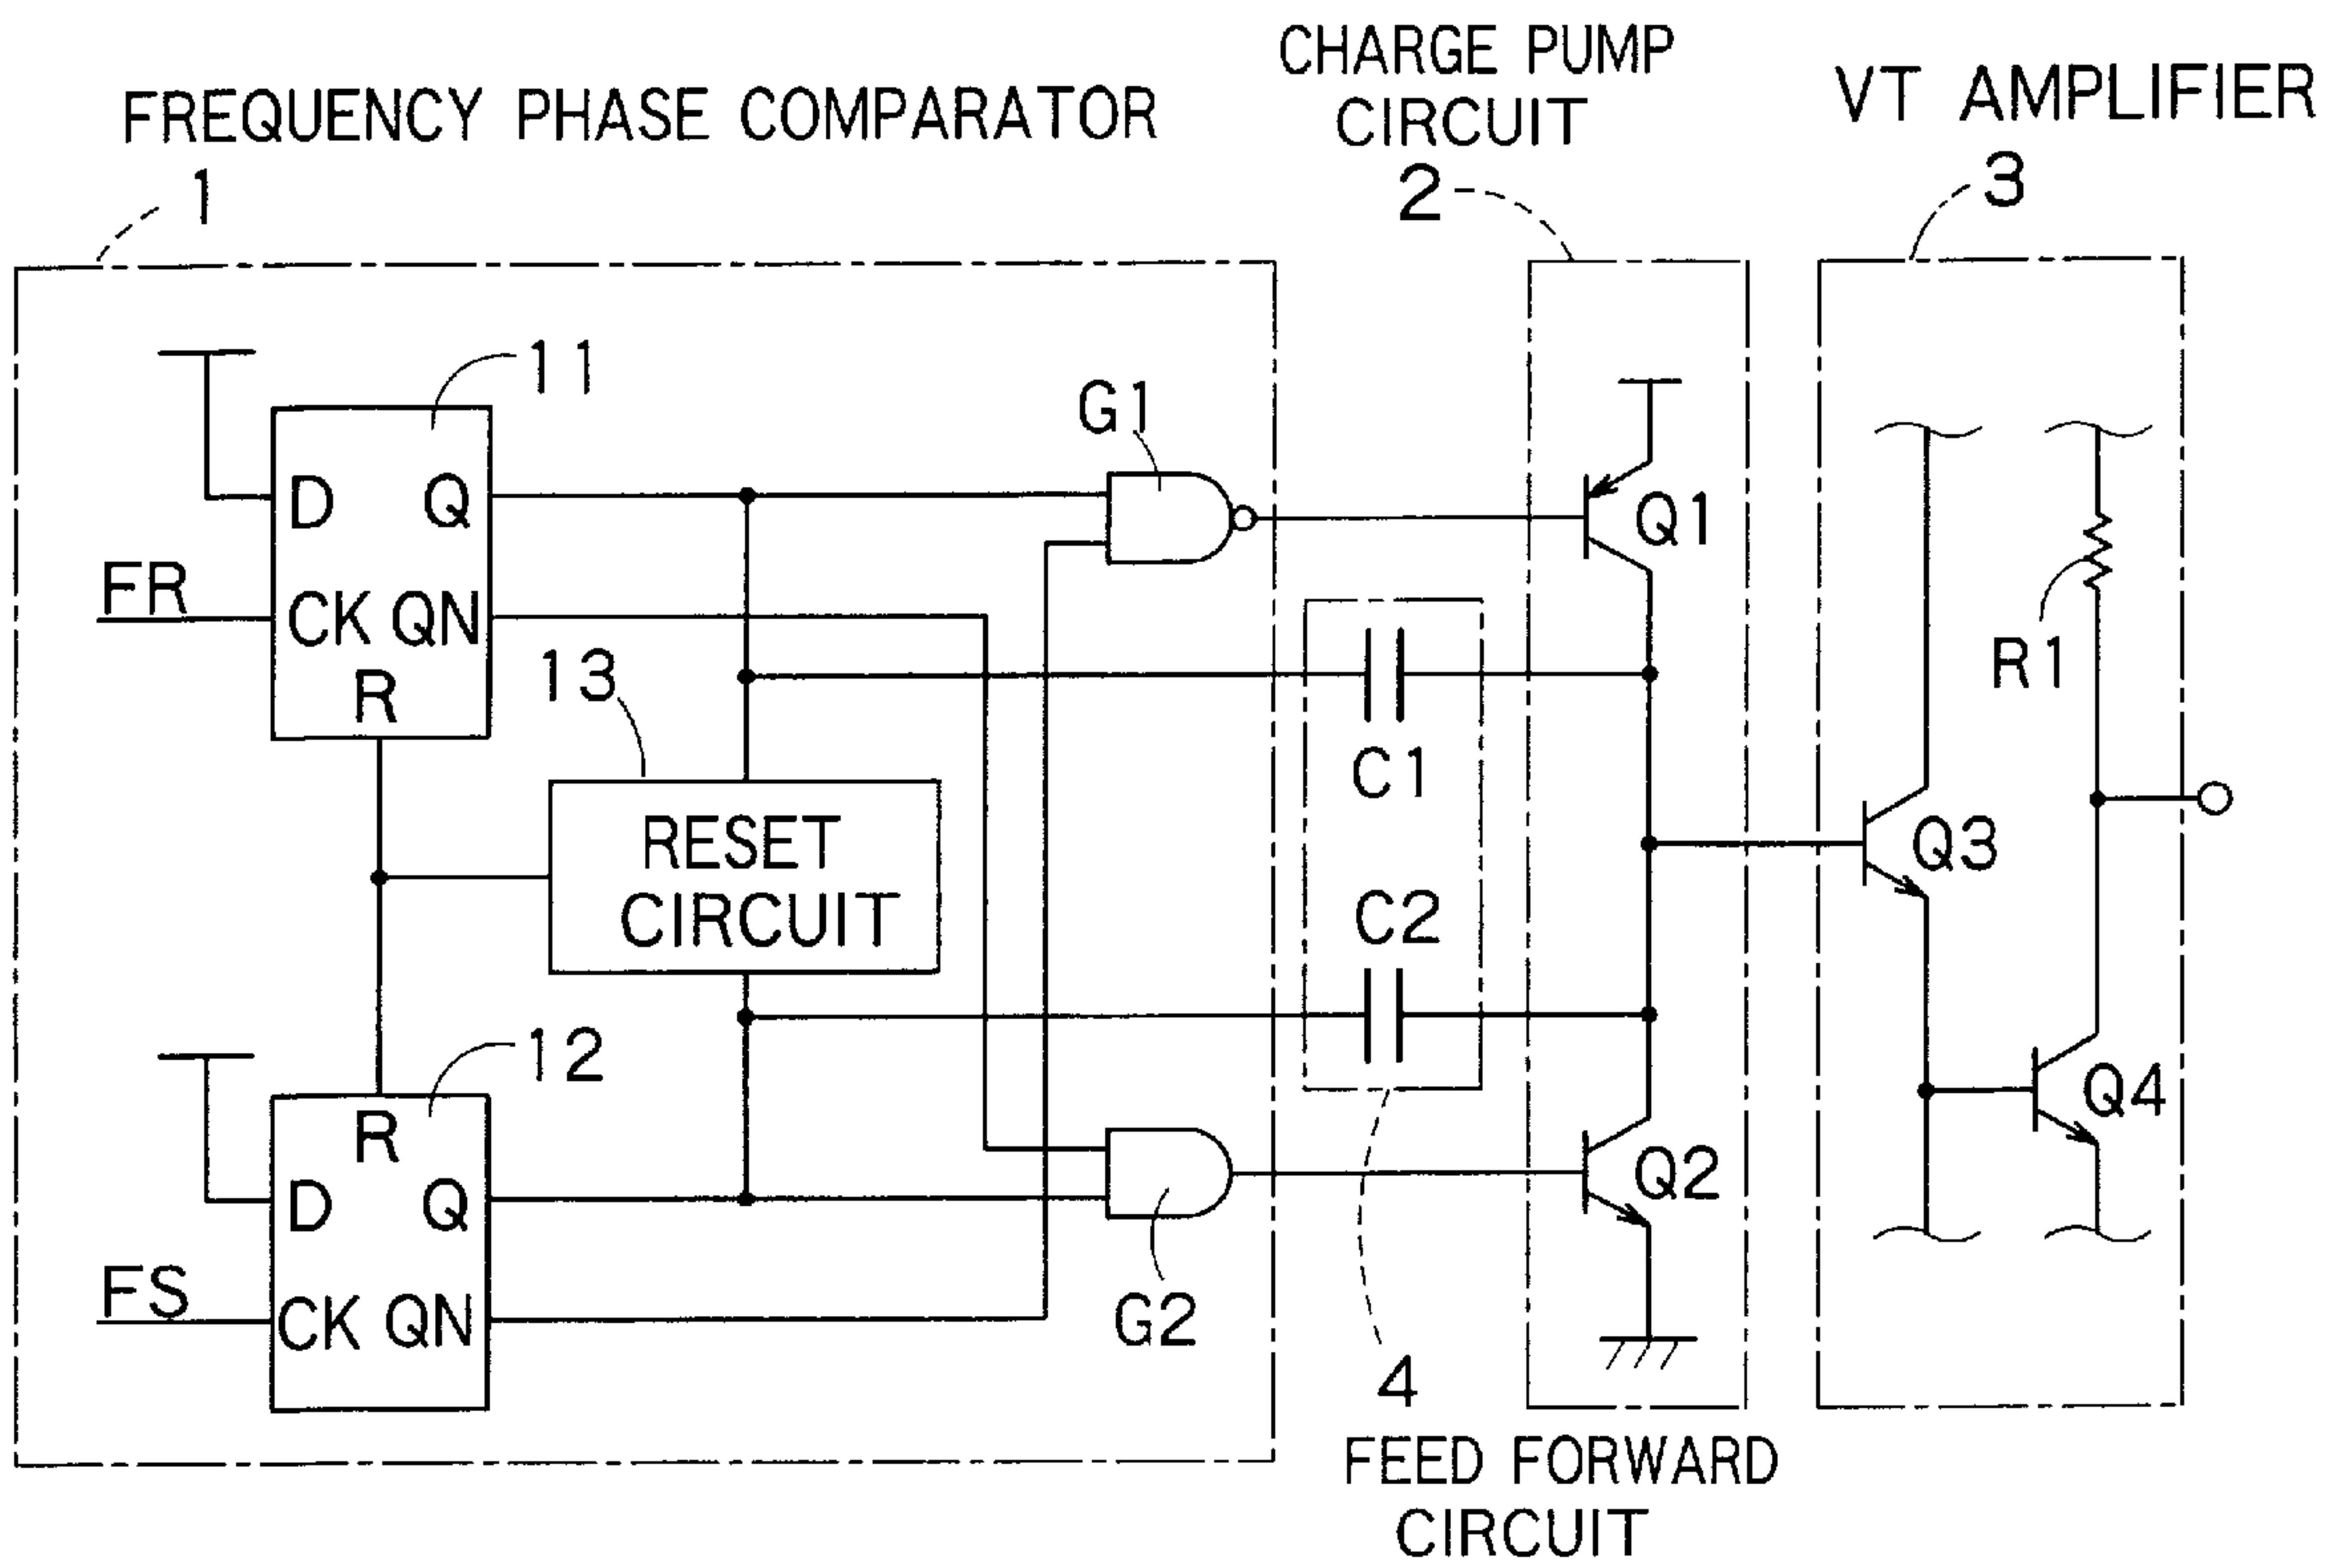 FREQUENCY PHASE COMPARATOR
1
CHARGE PUMP
CIRCUIT
2
VT AMPLIFIER
3
11
D
Q
FR
CK
QN
R
G1
Q1
R1
13
RESET
CIRCUIT
C1
C2
Q3
12
R
D
Q
FS
CK
QN
G2
Q2
Q4
4
FEED FORWARD
CIRCUIT